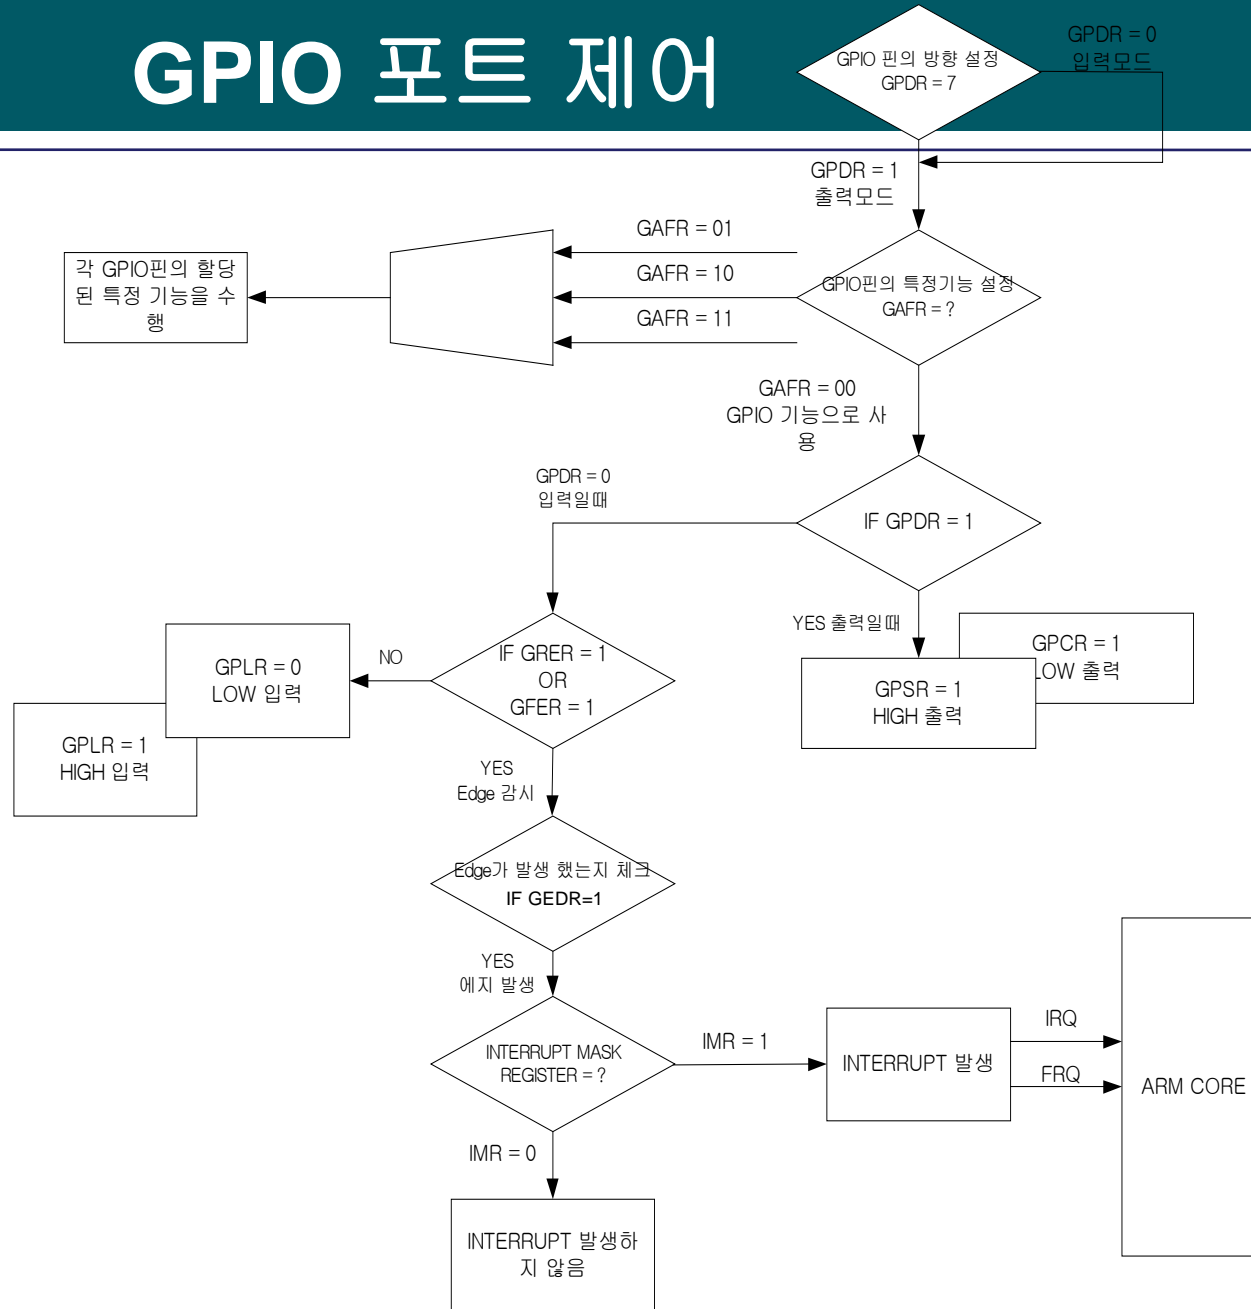 GPIO 포트 제어
GPIO 핀의 방향 설정
GPDR = 7
GPDR = 0
입력모드
GPDR = 1
출력모드
GAFR = 01
GAFR = 10
GAFR = 11
각 GPIO핀의 할당
된 특정 기능을 수
행
GPIO핀의 특정기능 설정
GAFR = ?
GAFR = 00
GPIO 기능으로 사
용
GPDR = 0
입력일때
IF GPDR = 1
YES 출력일때
GPCR = 1
LOW 출력
GPSR = 1
HIGH 출력
IF GRER = 1
OR
GFER = 1
NO
GPLR = 0
LOW 입력
GPLR = 1
HIGH 입력
YES
Edge 감시
Edge가 발생 했는지 체크
IF GEDR=1
YES
에지 발생
INTERRUPT MASK
REGISTER = ?
IMR = 1
INTERRUPT 발생
IRQ
FRQ
ARM CORE
IMR = 0
INTERRUPT 발생하
지 않음